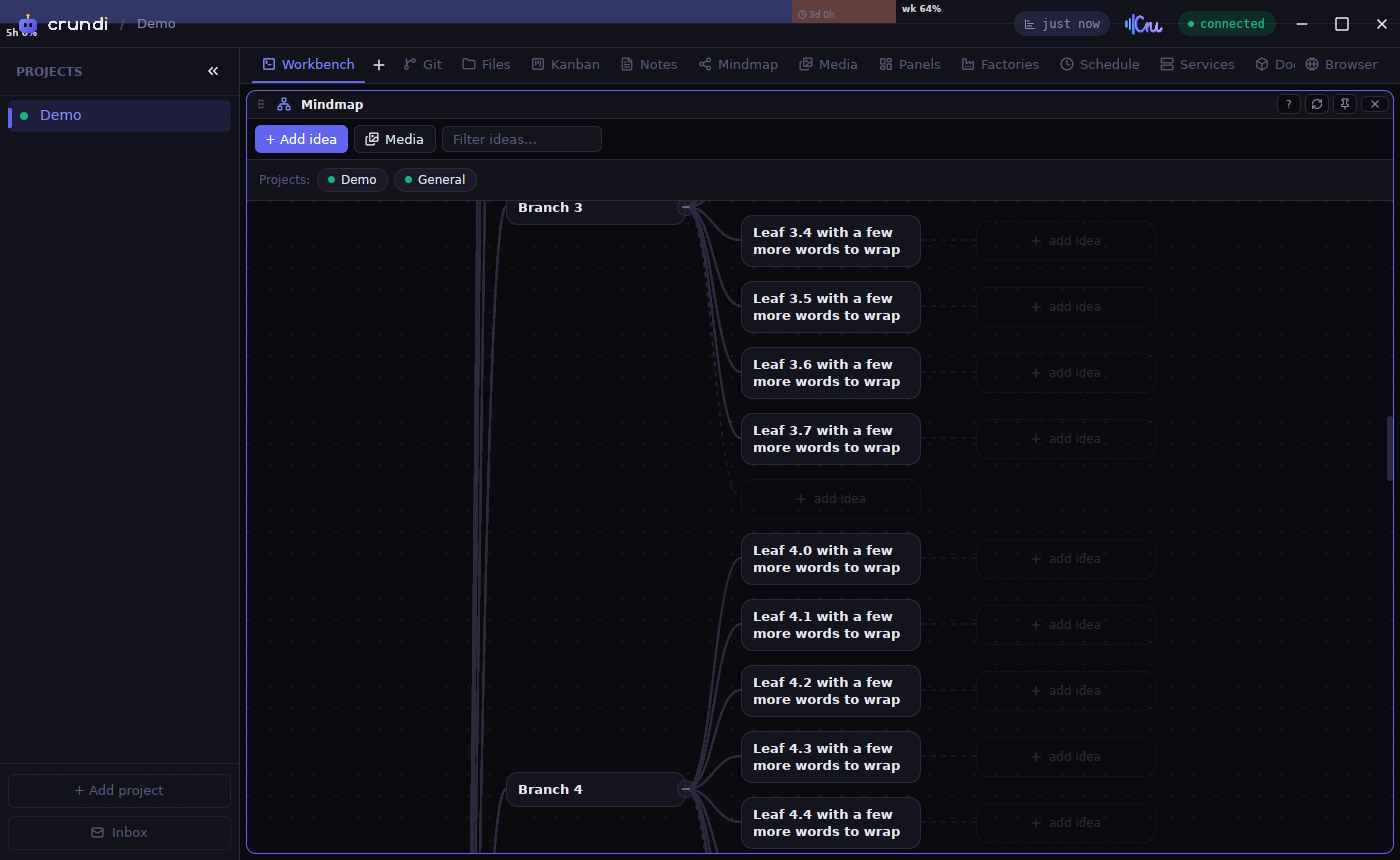 5h 0%
crundi / Demo
3d 0h
wk 64%
just now
Cru
connected
PROJECTS
Demo
+ Add project
Inbox
Workbench + Git Files Kanban Notes Mindmap Media Panels Factories Schedule Services Doc Browser
Mindmap
?
+ Add idea Media Filter ideas...
Projects: Demo General
Branch 3
Leaf 3.4 with a few
more words to wrap
+ add idea
Leaf 3.5 with a few
more words to wrap
+ add idea
Leaf 3.6 with a few
more words to wrap
+ add idea
Leaf 3.7 with a few
more words to wrap
+ add idea
+ add idea
Leaf 4.0 with a few
more words to wrap
+ add idea
Leaf 4.1 with a few
more words to wrap
+ add idea
Leaf 4.2 with a few
more words to wrap
+ add idea
Leaf 4.3 with a few
more words to wrap
+ add idea
Branch 4
Leaf 4.4 with a few
more words to wrap
+ add idea